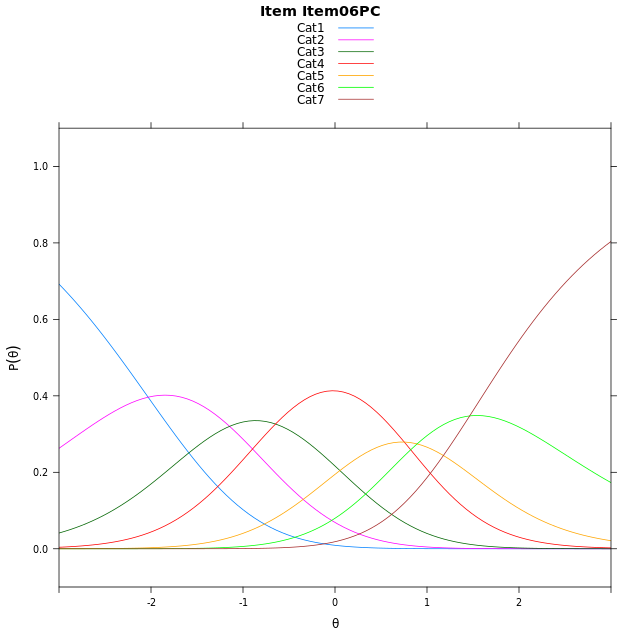 Item Item06PC
Cat1
Cat2
Cat3
Cat4
Cat5
Cat6
Cat7
1.0
0.8
0.6
0.4
0.2
0.0
P(θ)
-2 -1 0 1 2
θ